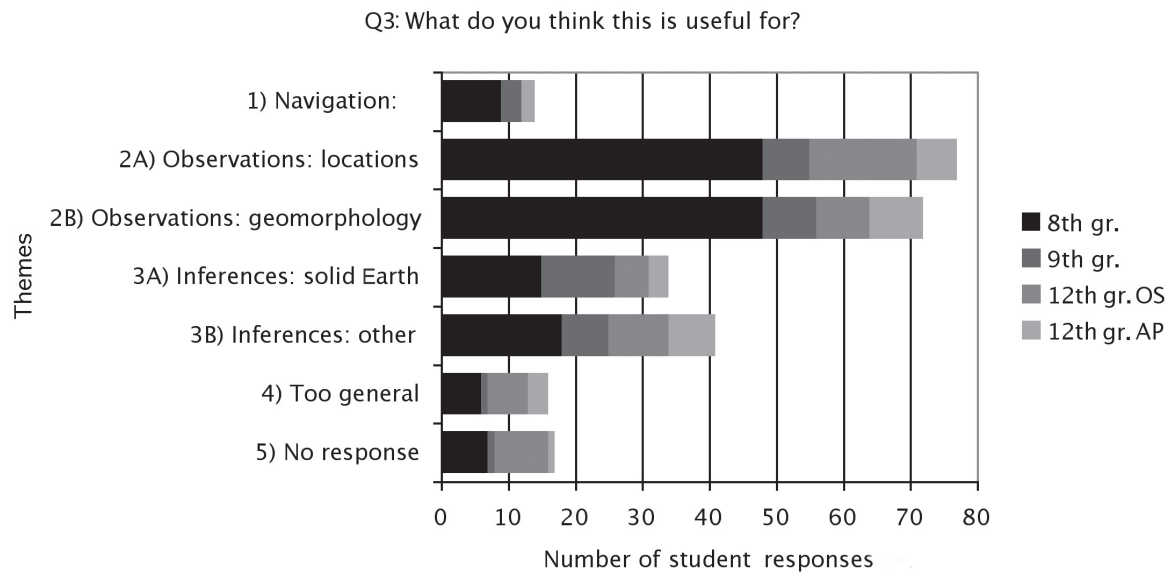 Q3: What do you think this is useful for?
1) Navigation:
2A) Observations: locations
2B) Observations: geomorphology
3A) Inferences: solid Earth
3B) Inferences: other
4) Too general
5) No response
Themes
0 10 20 30 40 50 60 70 80
Number of student responses
8th gr.
9th gr.
12th gr. OS
12th gr. AP